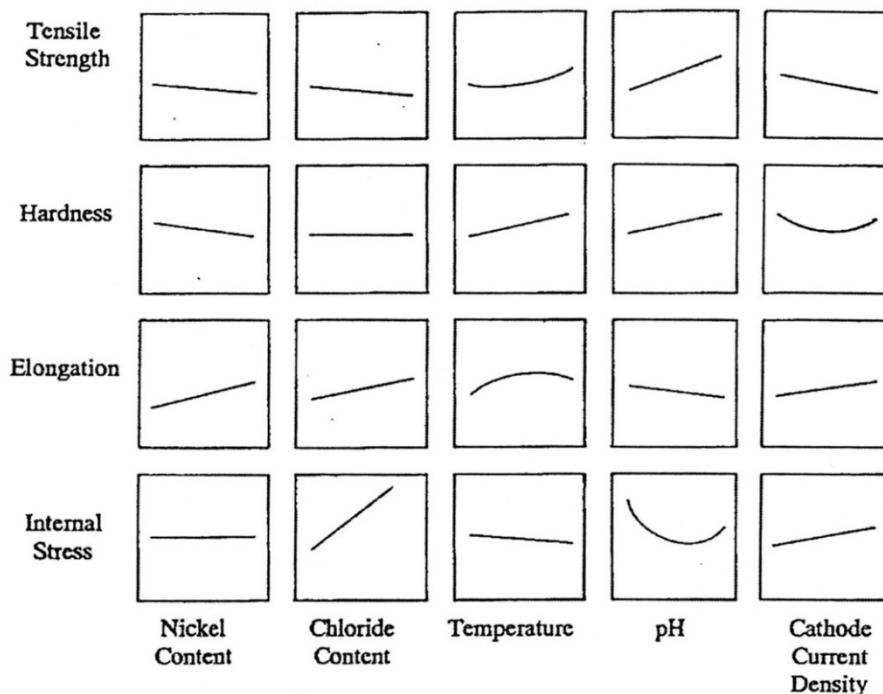 Tensile
Strength
Hardness
Elongation
Internal
Stress
Nickel
Content
Chloride
Content
Temperature
pH
Cathode
Current
Density